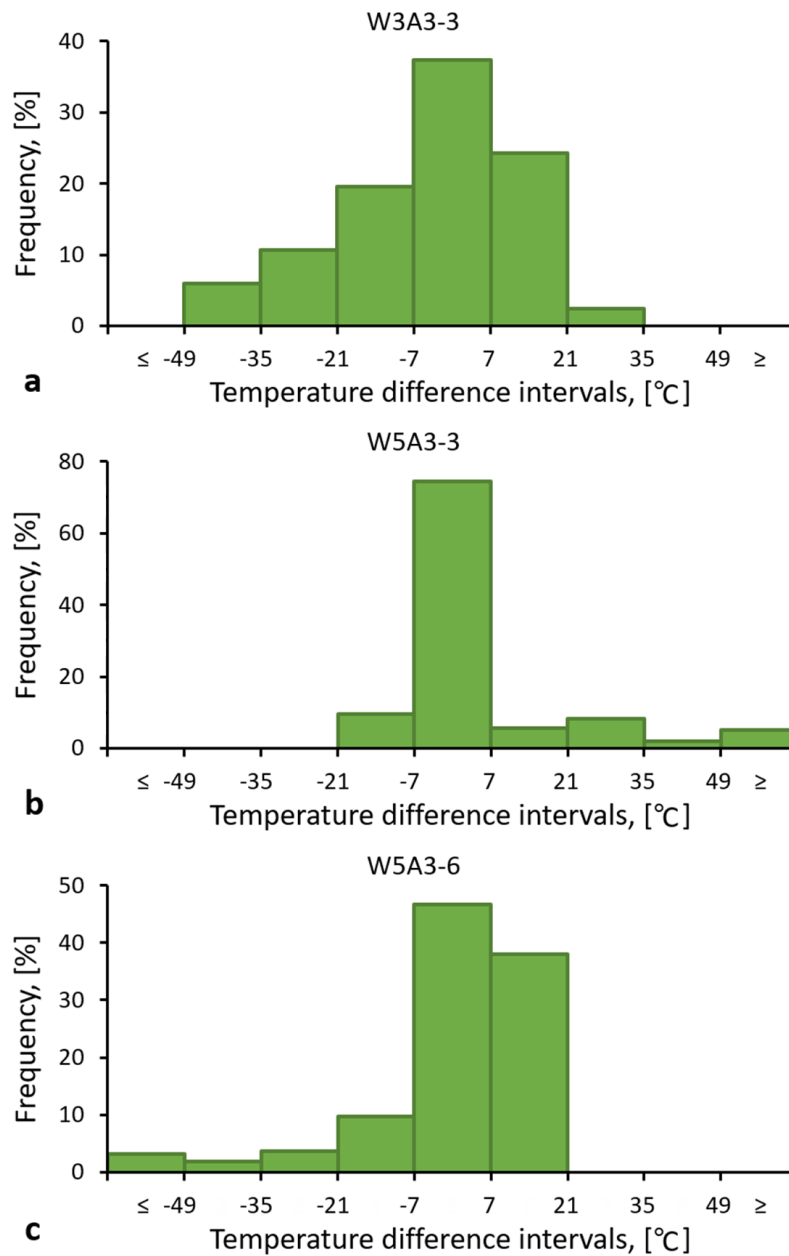 W3A3-3
40
30
20
10
0
Frequency, [%]
≤ -49 -35 -21 -7 7 21 35 49 ≥
a
Temperature difference intervals, [℃]
W5A3-3
80
60
40
20
0
Frequency, [%]
≤ -49 -35 -21 -7 7 21 35 49 ≥
b
Temperature difference intervals, [℃]
W5A3-6
50
40
30
20
10
0
Frequency, [%]
≤ -49 -35 -21 -7 7 21 35 49 ≥
c
Temperature difference intervals, [℃]